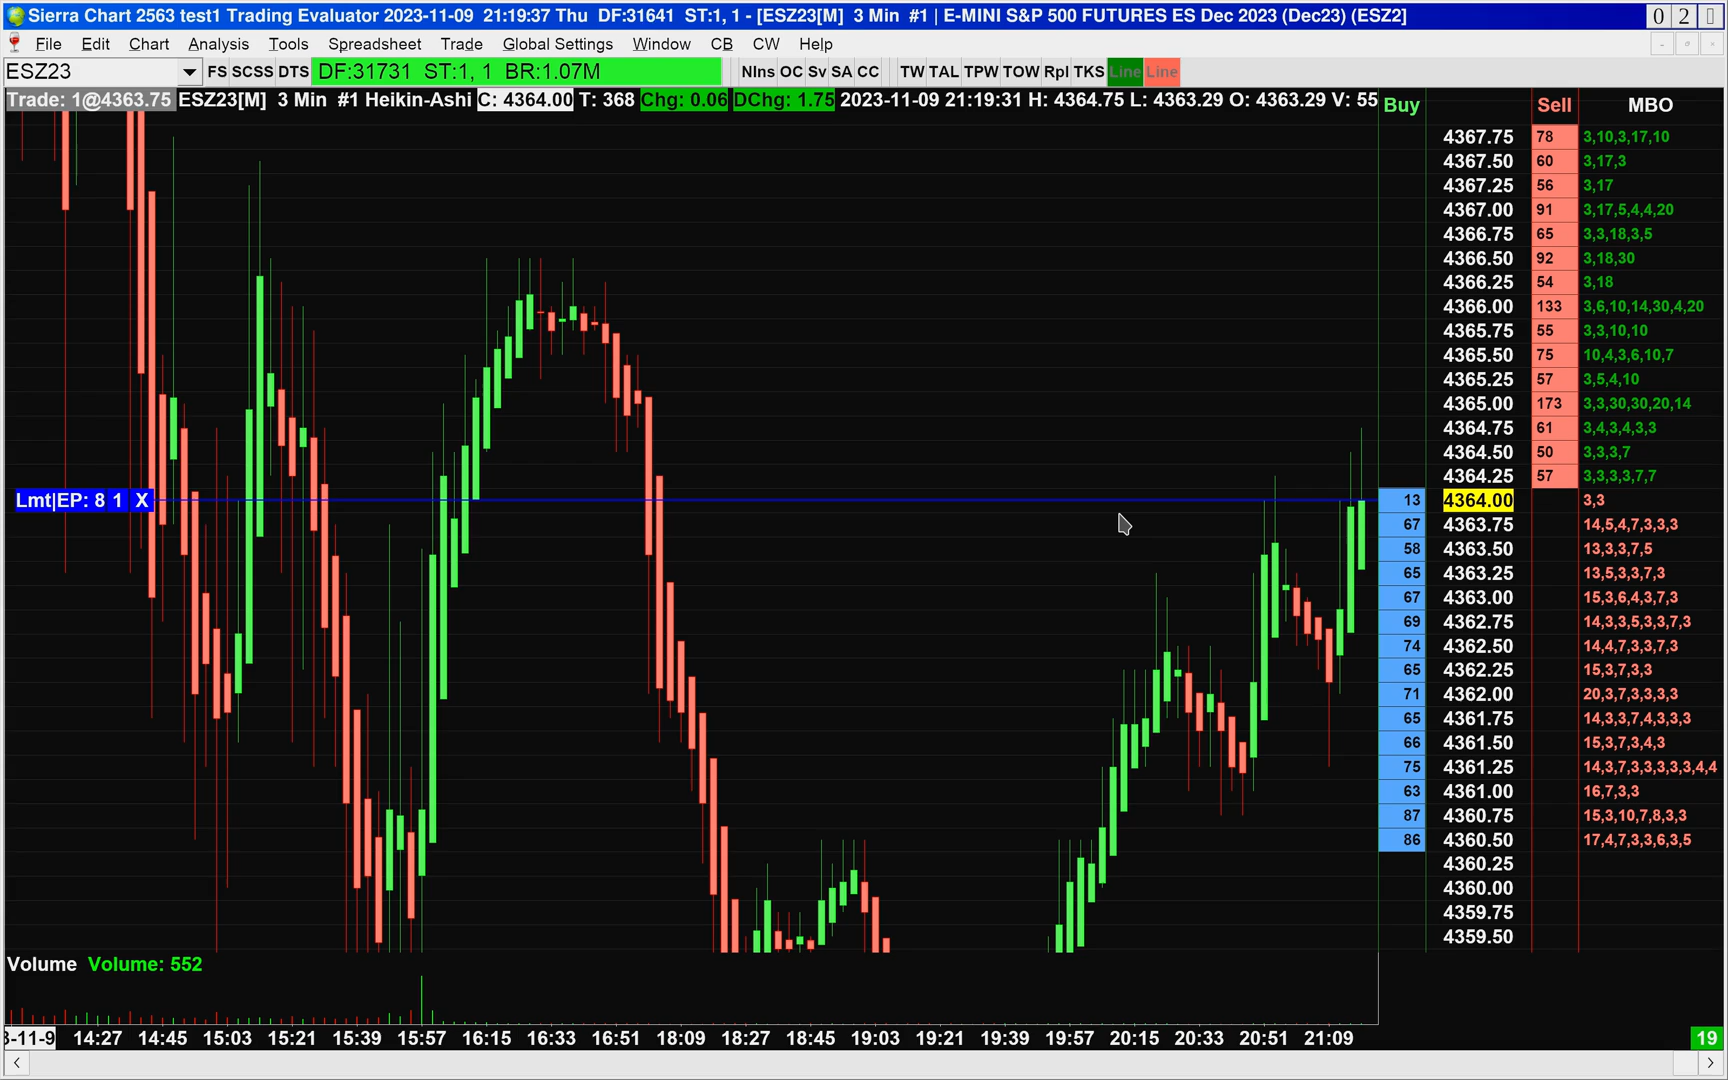 Sierra Chart 2563 test1 Trading Evaluator 2023-11-09 21:19:37 Thu DF:31641 ST:1, 1 - [ESZ23[M] 3 Min #1 | E-MINI S&P 500 FUTURES ES Dec 2023 (Dec23) (ESZ2] 0 2
File Edit Chart Analysis Tools Spreadsheet Trade Global Settings Window CB CW Help
ESZ23 FS SCSS DTS DF:31731 ST:1, 1 BR:1.07M NIns OC Sv SA CC TW TAL TPW TOW Rpl TKS Line Line
Trade: 1@4363.75 ESZ23[M] 3 Min #1 Heikin-Ashi C: 4364.00 T: 368 Chg: 0.06 DChg: 1.75 2023-11-09 21:19:31 H: 4364.75 L: 4363.29 O: 4363.29 V: 55
Buy Sell MBO
4367.75 78 3,10,3,17,10
4367.50 60 3,17,3
4367.25 56 3,17
4367.00 91 3,17,5,4,4,20
4366.75 65 3,3,18,3,5
4366.50 92 3,18,30
4366.25 54 3,18
4366.00 133 3,6,10,14,30,4,20
4365.75 55 3,3,10,10
4365.50 75 10,4,3,6,10,7
4365.25 57 3,5,4,10
4365.00 173 3,3,30,30,20,14
4364.75 61 3,4,3,4,3,3
4364.50 50 3,3,3,7
4364.25 57 3,3,3,3,7,7
Lmt|EP: 8 1 X 13 4364.00 3,3
67 4363.75 14,5,4,7,3,3,3
58 4363.50 13,3,3,7,5
65 4363.25 13,5,3,3,7,3
67 4363.00 15,3,6,4,3,7,3
69 4362.75 14,3,3,5,3,3,7,3
74 4362.50 14,4,7,3,3,7,3
65 4362.25 15,3,7,3,3
71 4362.00 20,3,7,3,3,3,3
65 4361.75 14,3,3,7,4,3,3,3
66 4361.50 15,3,7,3,4,3
75 4361.25 14,3,7,3,3,3,3,3,4,4
63 4361.00 16,7,3,3
87 4360.75 15,3,10,7,8,3,3
86 4360.50 17,4,7,3,3,6,3,5
4360.25
4360.00
4359.75
4359.50
Volume Volume: 552
3-11-9 14:27 14:45 15:03 15:21 15:39 15:57 16:15 16:33 16:51 18:09 18:27 18:45 19:03 19:21 19:39 19:57 20:15 20:33 20:51 21:09 19